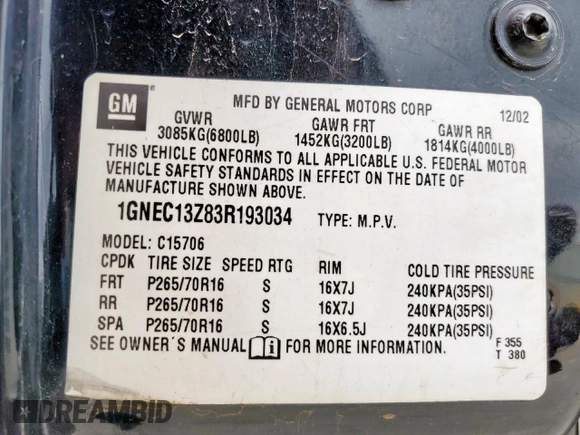 GM
MFD BY GENERAL MOTORS CORP 12/02
GVWR GAWR FRT GAWR RR
3085KG(6800LB) 1452KG(3200LB) 1814KG(4000LB)
THIS VEHICLE CONFORMS TO ALL APPLICABLE U.S. FEDERAL MOTOR
VEHICLE SAFETY STANDARDS IN EFFECT ON THE DATE OF
MANUFACTURE SHOWN ABOVE.
1GNEC13Z83R193034 TYPE: M.P.V.
MODEL: C15706
CPDK TIRE SIZE SPEED RTG RIM COLD TIRE PRESSURE
FRT P265/70R16 S 16X7J 240KPA(35PSI)
RR P265/70R16 S 16X7J 240KPA(35PSI)
SPA P265/70R16 S 16X6.5J 240KPA(35PSI)
SEE OWNER´S MANUAL i FOR MORE INFORMATION.
F 355
T 380
DREAMBID